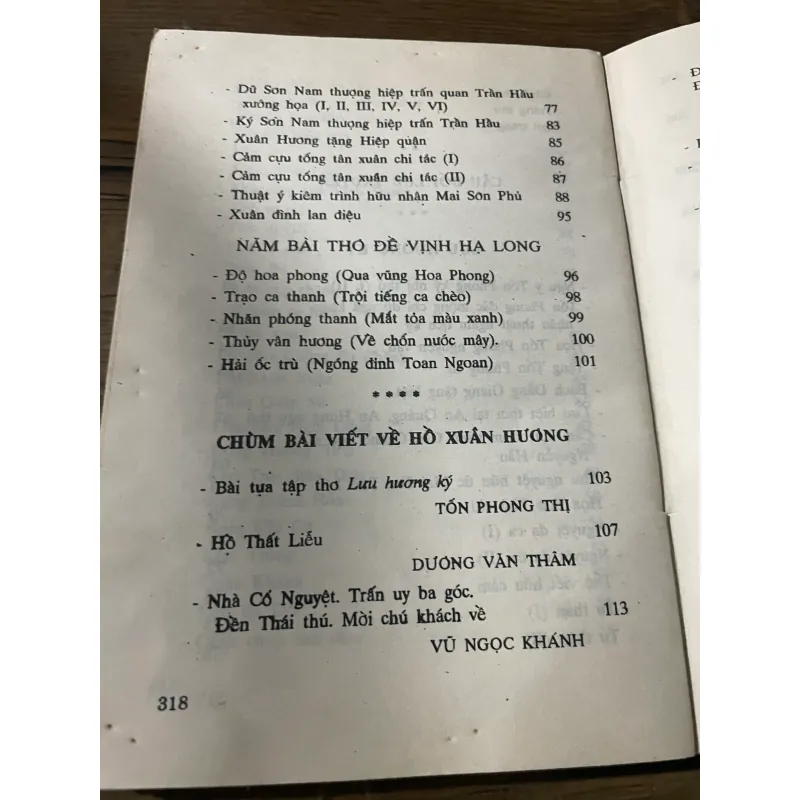 - Dữ Sơn Nam thượng hiệp trấn quan Trần Hầu
xướng họa (I, II, III, IV, V, VI) 77
- Ký Sơn Nam thượng hiệp trấn Trần Hầu 83
- Xuân Hương tặng Hiệp quận 85
- Cảm cựu tống tân xuân chi tác (I) 86
- Cảm cựu tống tân xuân chi tác (II) 87
- Thuật ý kiêm trình hữu nhận Mai Sơn Phủ 88
- Xuân đình lan điệu 95
NĂM BÀI THƠ ĐỀ VỊNH HẠ LONG
- Độ hoa phong (Qua vũng Hoa Phong) 96
- Trạo ca thanh (Trội tiếng ca chèo) 98
- Nhãn phóng thanh (Mắt tỏa màu xanh) 99
- Thủy vân hương (Về chốn nước mây). 100
- Hải ốc trù (Ngóng đỉnh Toan Ngoan) 101
****
CHÙM BÀI VIẾT VỀ HỒ XUÂN HƯƠNG
- Bài tựa tập thơ Lưu hương ký 103
TỐN PHONG THỊ
- Hồ Thất Liễu 107
DƯƠNG VĂN THÂM
- Nhà Cổ Nguyệt. Trấn uy ba góc.
Đền Thái thú. Mời chú khách về 113
VŨ NGỌC KHÁNH
318